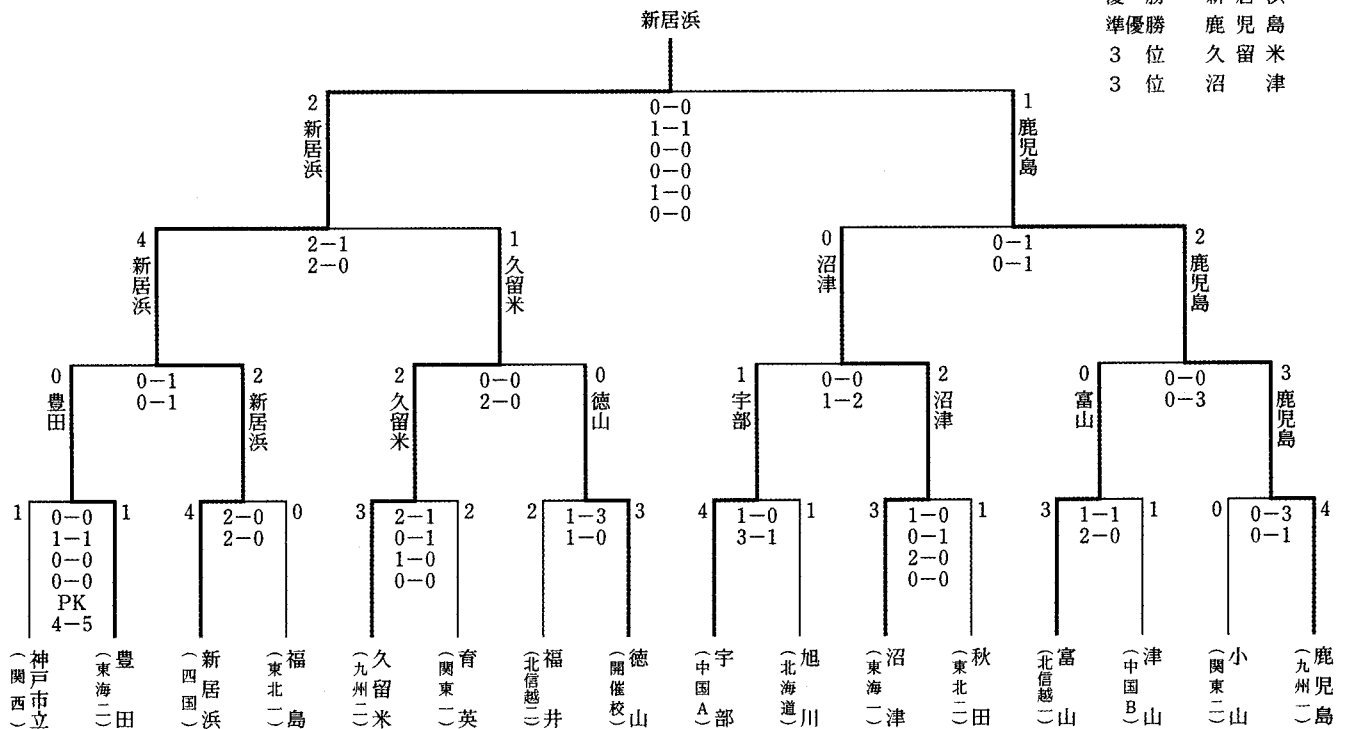 優勝 新居浜
準優勝 鹿児島
3位 久留米
3位 沼津
新居浜
2 新居浜
0－0
1－1
0－0
0－0
1－0
0－0
1 鹿児島
4 新居浜
2－1
2－0
1 久留米
0 沼津
0－1
0－1
2 鹿児島
0 豊田
0－1
0－1
2 新居浜
2 久留米
0－0
2－0
0 徳山
1 宇部
0－0
1－2
2 沼津
0 富山
0－0
0－3
3 鹿児島
1
0－0
1－1
0－0
0－0
PK
4－5
1
4
2－0
2－0
0
3
2－1
0－1
1－0
0－0
2
2
1－3
1－0
3
4
1－0
3－1
1
3
1－0
0－1
2－0
0－0
1
3
1－1
2－0
1
0
0－3
0－1
4
神戸市立（関西）
豊田（東海二）
新居浜（四国）
福島（東北一）
久留米（九州二）
育英（関東一）
福井（北信越二）
徳山（開催校）
宇部（中国A）
旭川（北海道）
沼津（東海一）
秋田（東北二）
富山（北信越一）
津山（中国B）
小山（関東二）
鹿児島（九州一）